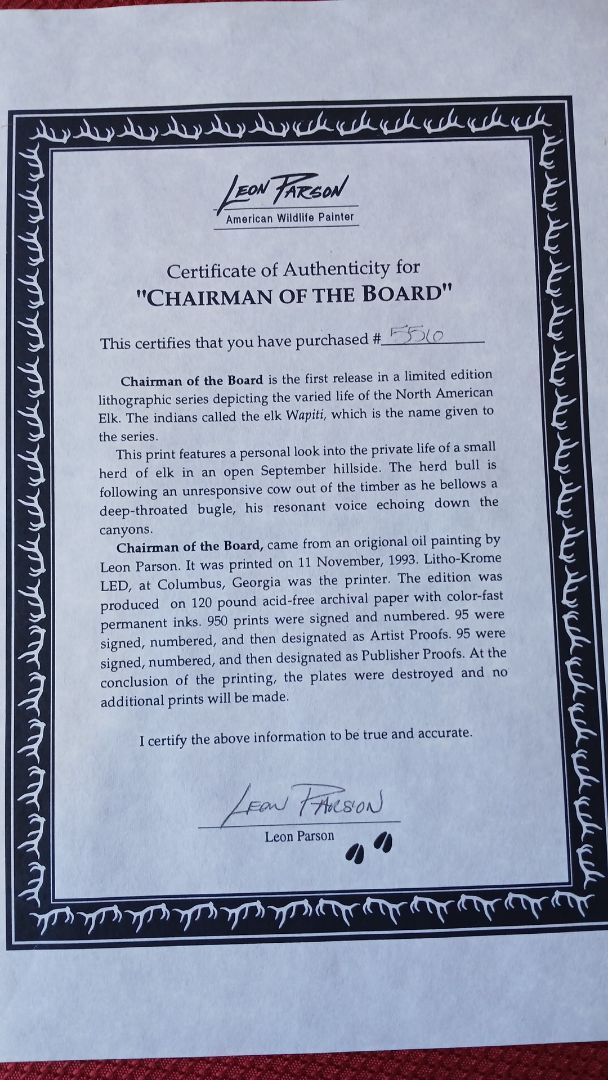 LEON PARSON
American Wildlife Painter
Certificate of Authenticity for
"CHAIRMAN OF THE BOARD"
This certifies that you have purchased #
Chairman of the Board is the first release in a limited edition
lithographic series depicting the varied life of the North American
Elk. The indians called the elk Wapiti, which is the name given to
the series.
This print features a personal look into the private life of a small
herd of elk in an open September hillside. The herd bull is
following an unresponsive cow out of the timber as he bellows a
deep-throated bugle, his resonant voice echoing down the
canyons.
Chairman of the Board, came from an origional oil painting by
Leon Parson. It was printed on 11 November, 1993. Litho-Krome
LED, at Columbus, Georgia was the printer. The edition was
produced on 120 pound acid-free archival paper with color-fast
permanent inks. 950 prints were signed and numbered. 95 were
signed, numbered, and then designated as Artist Proofs. 95 were
signed, numbered, and then designated as Publisher Proofs. At the
conclusion of the printing, the plates were destroyed and no
additional prints will be made.
I certify the above information to be true and accurate.
LEON PARSON
Leon Parson